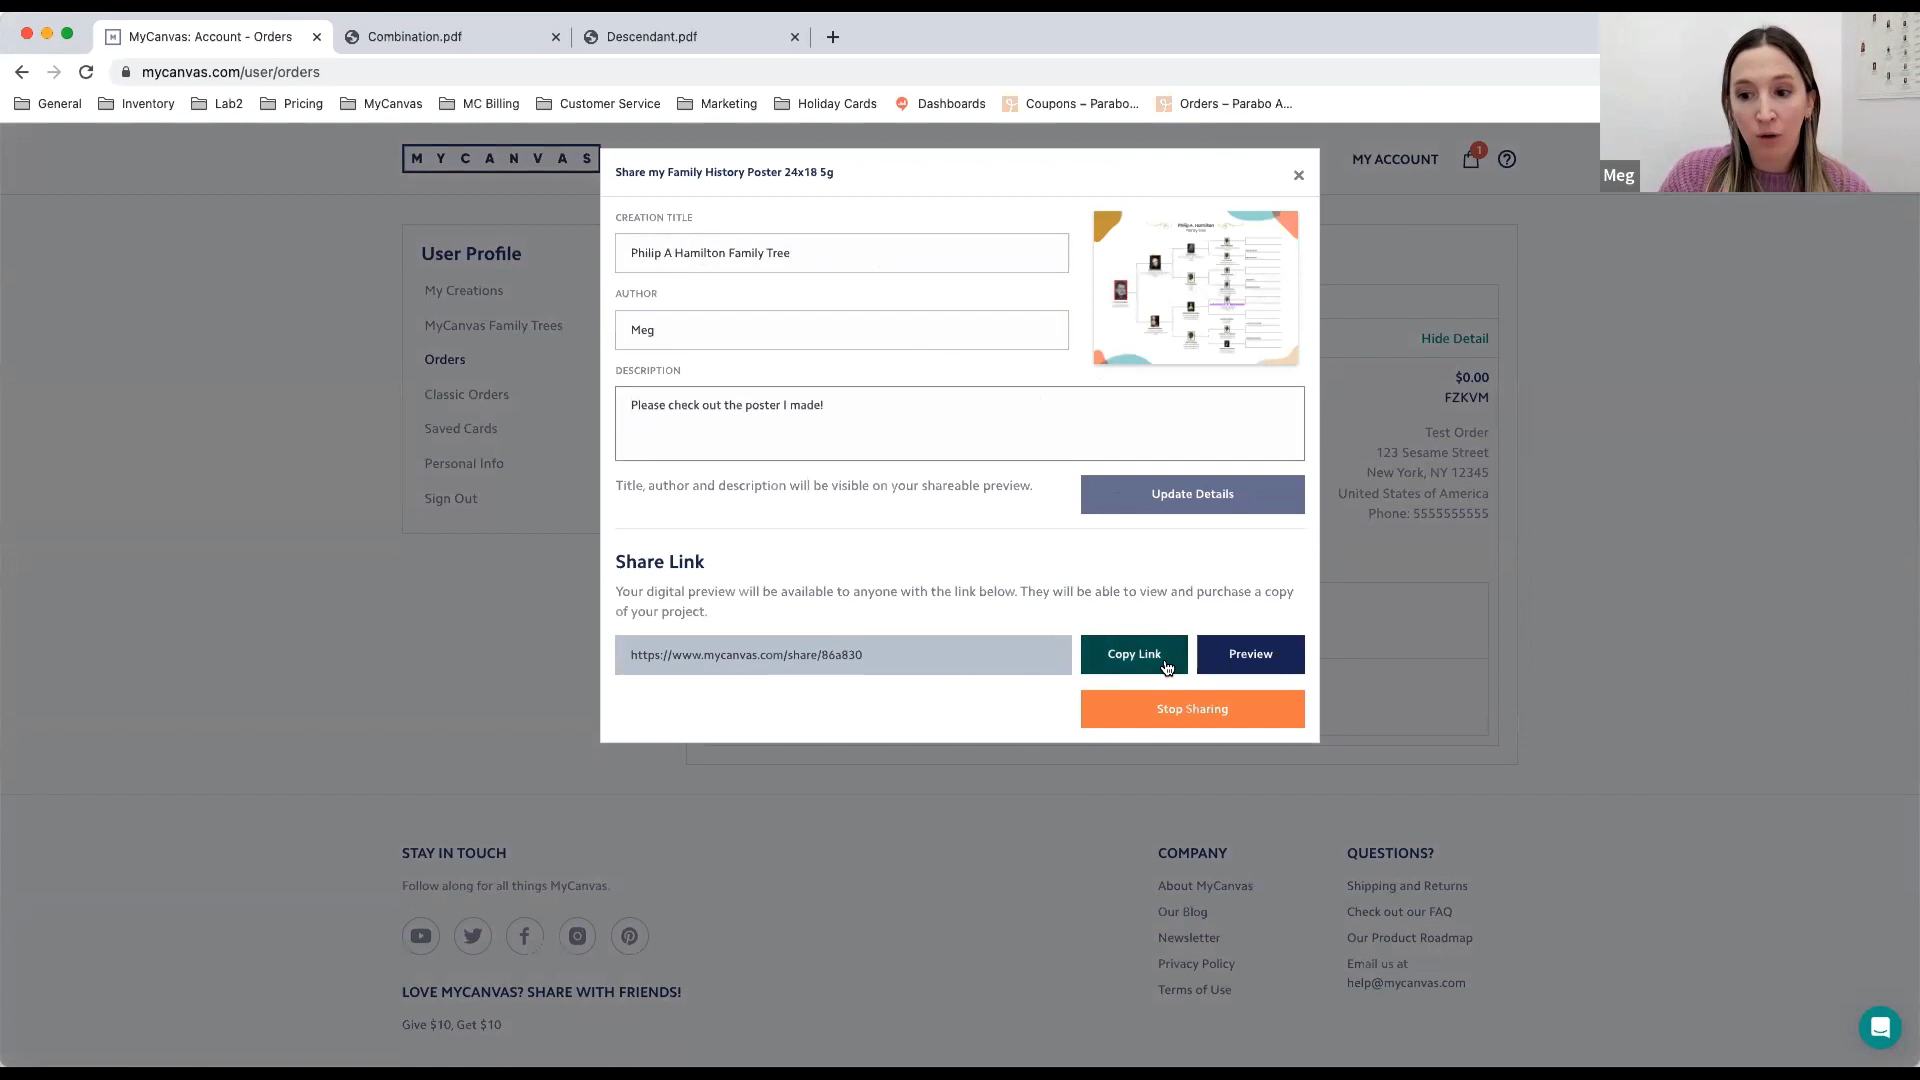 MyCanvas: Account - Orders
Combination.pdf
Descendant.pdf
mycanvas.com/user/orders
General
Inventory
Lab2
Pricing
MyCanvas
MC Billing
Customer Service
Marketing
Holiday Cards
Dashboards
Coupons – Parabo...
Orders – Parabo A...
Meg
MYCANVAS
MY ACCOUNT
1
User Profile
My Creations
MyCanvas Family Trees
Orders
Classic Orders
Saved Cards
Personal Info
Sign Out
Share my Family History Poster 24x18 5g
CREATION TITLE
Philip A Hamilton Family Tree
AUTHOR
Meg
DESCRIPTION
Please check out the poster I made!
Title, author and description will be visible on your shareable preview.
Update Details
Philip A. Hamilton
Share Link
Your digital preview will be available to anyone with the link below. They will be able to view and purchase a copy
of your project.
https://www.mycanvas.com/share/86a830
Copy Link
Preview
Stop Sharing
Hide Detail
$0.00
FZKVM
Test Order
123 Sesame Street
New York, NY 12345
United States of America
Phone: 5555555555
STAY IN TOUCH
Follow along for all things MyCanvas.
LOVE MYCANVAS? SHARE WITH FRIENDS!
Give $10, Get $10
COMPANY
About MyCanvas
Our Blog
Newsletter
Privacy Policy
Terms of Use
QUESTIONS?
Shipping and Returns
Check out our FAQ
Our Product Roadmap
Email us at
help@mycanvas.com